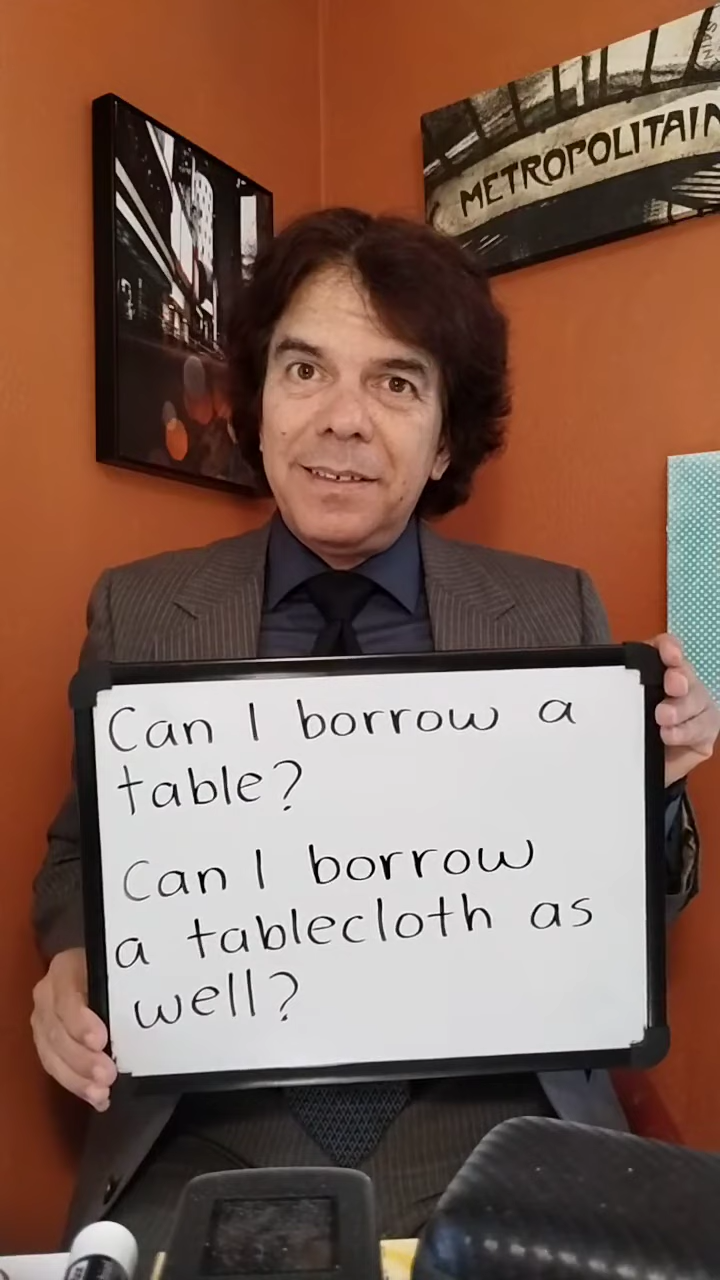 METROPOLITAIN
Can I borrow a
table?
Can I borrow
a tablecloth as
well?